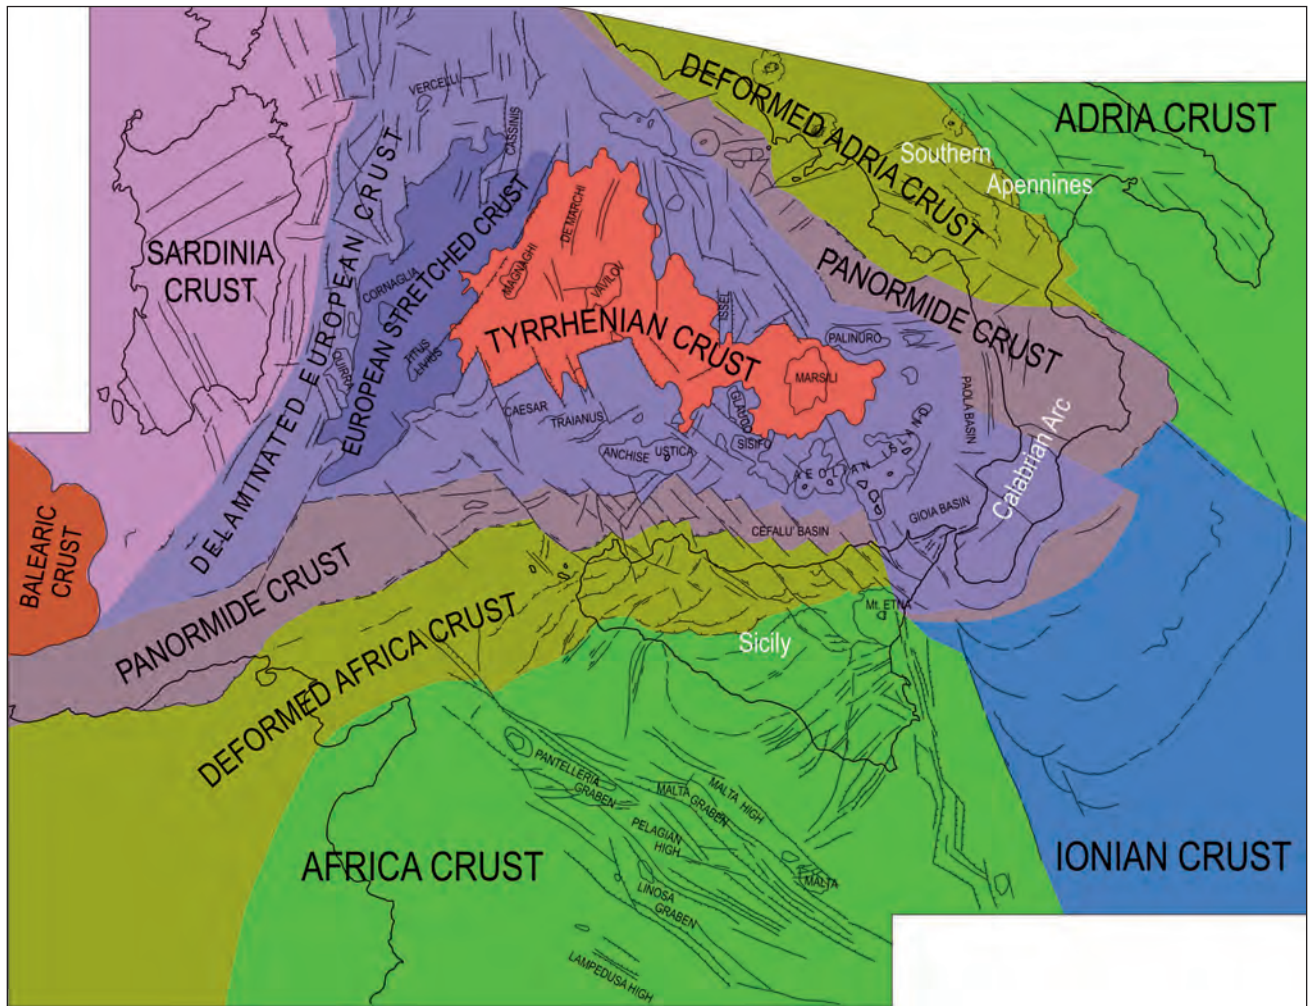 VERCELLI
DELAMINATED EUROPEAN CRUST
CASSINIS
DEFORMED ADRIA CRUST
ADRIA CRUST
Southern
Apennines
SARDINIA
CRUST
CORNAGLIA
EUROPEAN STRETCHED CRUST
MAGNAGHI
DE MARCHI
VAVILOV
TYRRHENIAN CRUST
ISSEL
PANORMIDE CRUST
PALINURO
MARSILI
QUIRRA
TITUS
LIVIUS
CAESAR
TRAIANUS
GLAUCO
SISIFO
ANCHISE
USTICA
AEOLIAN ISLAND
PAOLA BASIN
Calabrian Arc
GIOIA BASIN
CEFALU' BASIN
BALEARIC
CRUST
PANORMIDE CRUST
DEFORMED AFRICA CRUST
Mt. ETNA
Sicily
PANTELLERIA
GRABEN
MALTA
GRABEN
MALTA HIGH
PELAGIAN
HIGH
MALTA
LINOSA
GRABEN
LAMPEDUSA HIGH
AFRICA CRUST
IONIAN CRUST